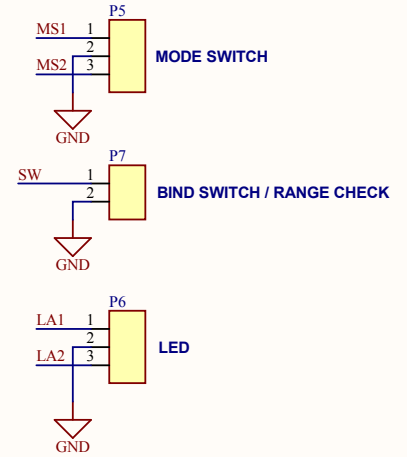 P5
MS1 1
2
MS2 3
MODE SWITCH
GND
P7
SW 1
2
BIND SWITCH / RANGE CHECK
GND
P6
LA1 1
2
LA2 3
LED
GND